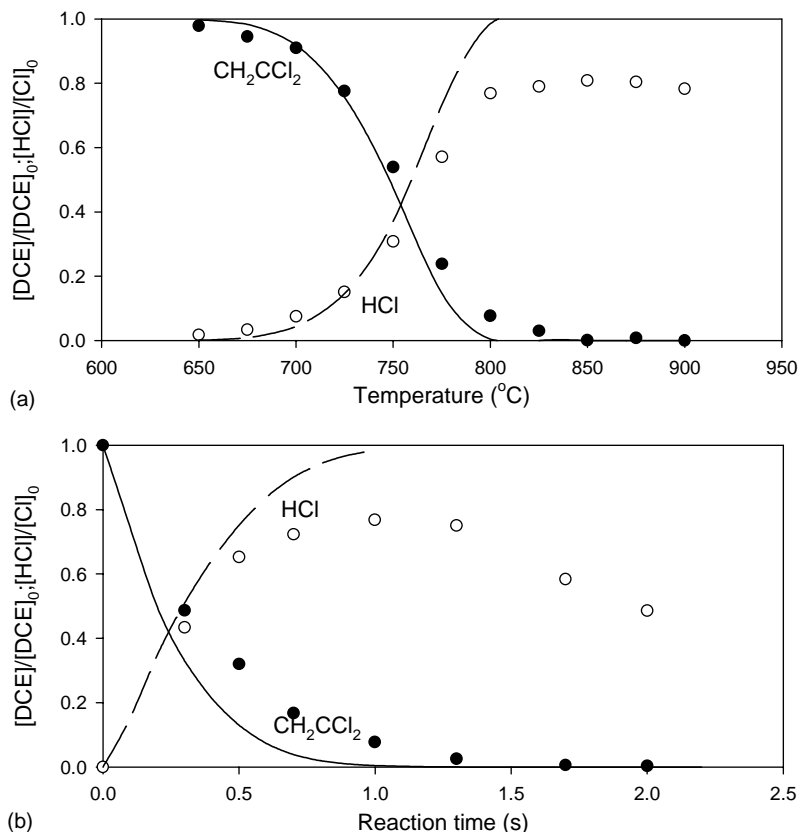 [DCE]/[DCE]₀;[HCl]/[Cl]₀
1.0
0.8
0.6
0.4
0.2
0.0
CH₂CCl₂
HCl
600 650 700 750 800 850 900 950
Temperature (°C)
(a)
[DCE]/[DCE]₀;[HCl]/[Cl]₀
1.0
0.8
0.6
0.4
0.2
0.0
HCl
CH₂CCl₂
0.0 0.5 1.0 1.5 2.0 2.5
Reaction time (s)
(b)